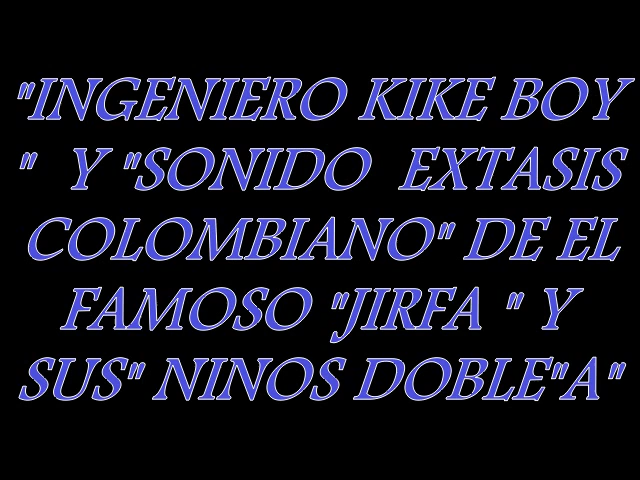 "INGENIERO KIKE BOY
" Y "SONIDO EXTASIS
COLOMBIANO" DE EL
FAMOSO "JIRFA " Y
SUS" NINOS DOBLE"A"